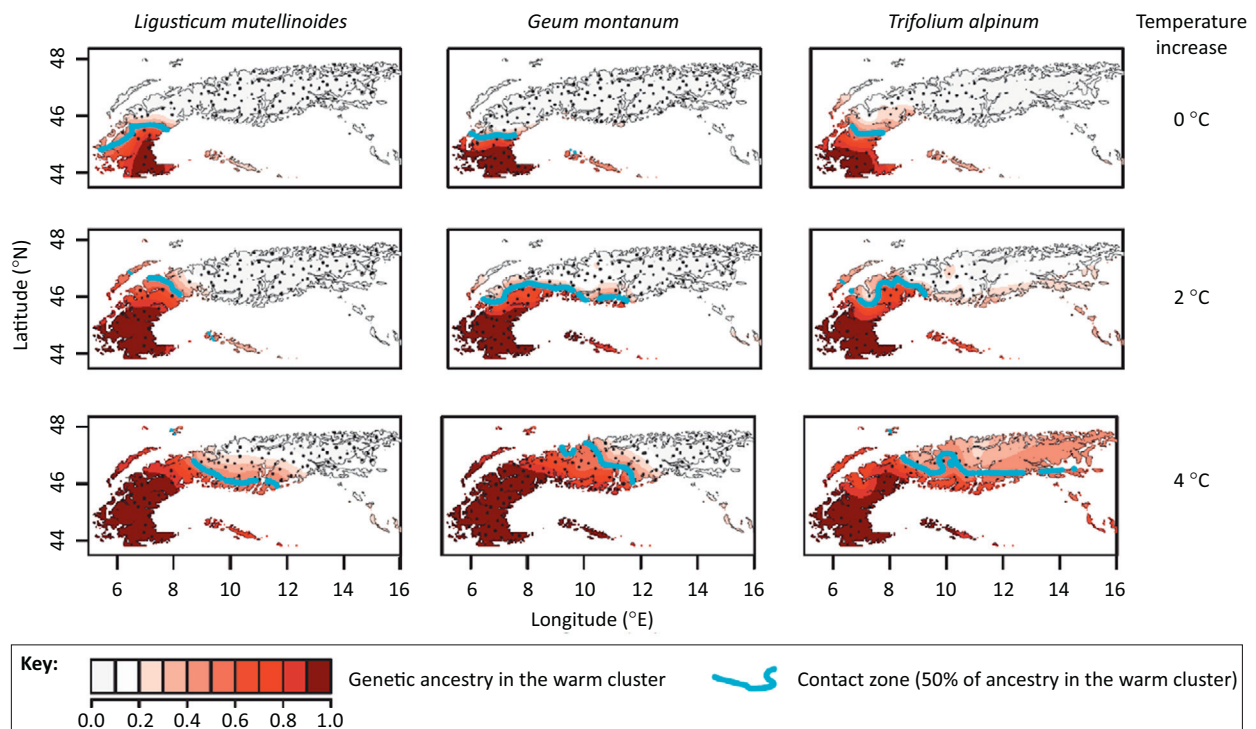 Ligusticum mutellinoides Geum montanum Trifolium alpinum Temperature
increase
48
46
44
0 °C
48
46
44
2 °C
Latitude (°N)
48
46
44
4 °C
6 8 10 12 14 16 6 8 10 12 14 16 6 8 10 12 14 16
Longitude (°E)
Key:
Genetic ancestry in the warm cluster Contact zone (50% of ancestry in the warm cluster)
0.0 0.2 0.4 0.6 0.8 1.0